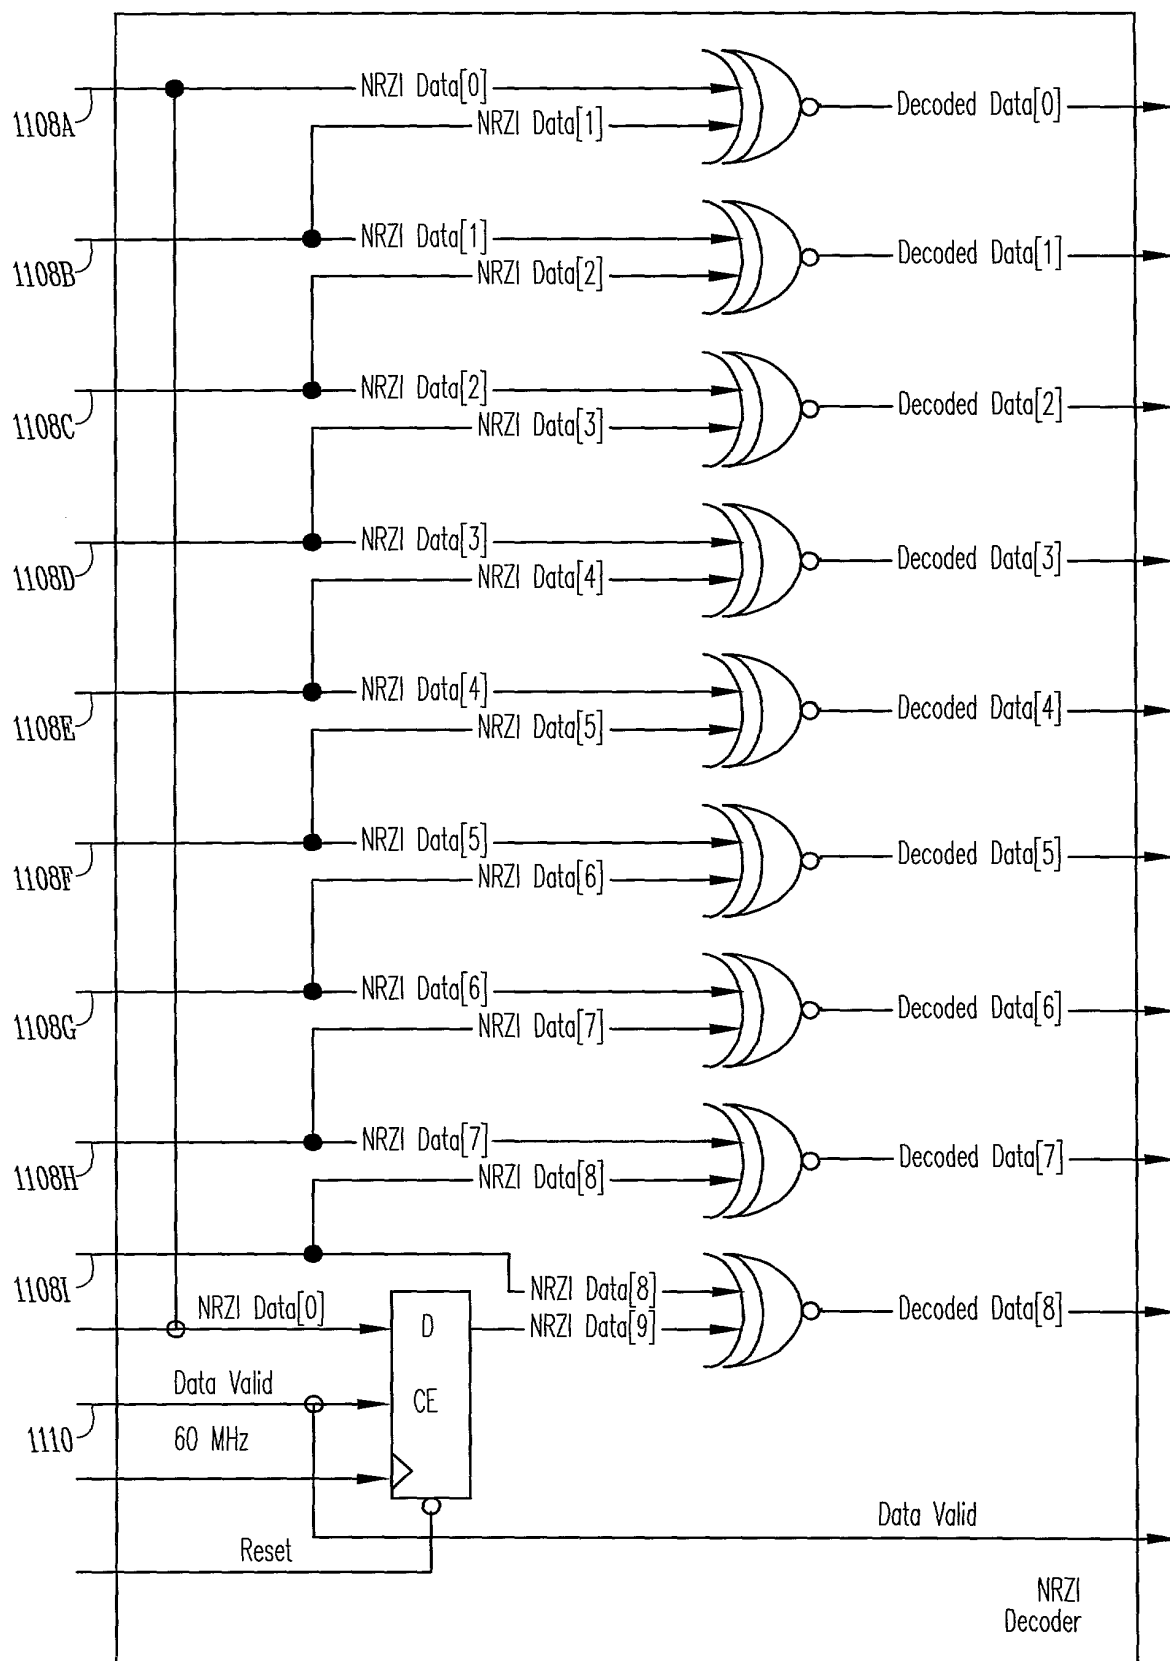 NRZI Data[0]
Decoded Data[0]
1108A
NRZI Data[1]
NRZI Data[1]
Decoded Data[1]
1108B
NRZI Data[2]
NRZI Data[2]
Decoded Data[2]
1108C
NRZI Data[3]
NRZI Data[3]
Decoded Data[3]
1108D
NRZI Data[4]
NRZI Data[4]
Decoded Data[4]
1108E
NRZI Data[5]
NRZI Data[5]
Decoded Data[5]
1108F
NRZI Data[6]
NRZI Data[6]
Decoded Data[6]
1108G
NRZI Data[7]
NRZI Data[7]
Decoded Data[7]
1108H
NRZI Data[8]
1108I
NRZI Data[8]
NRZI Data[0]
D
NRZI Data[9]
Decoded Data[8]
Data Valid
CE
1110
60 MHz
Data Valid
Reset
NRZI
Decoder